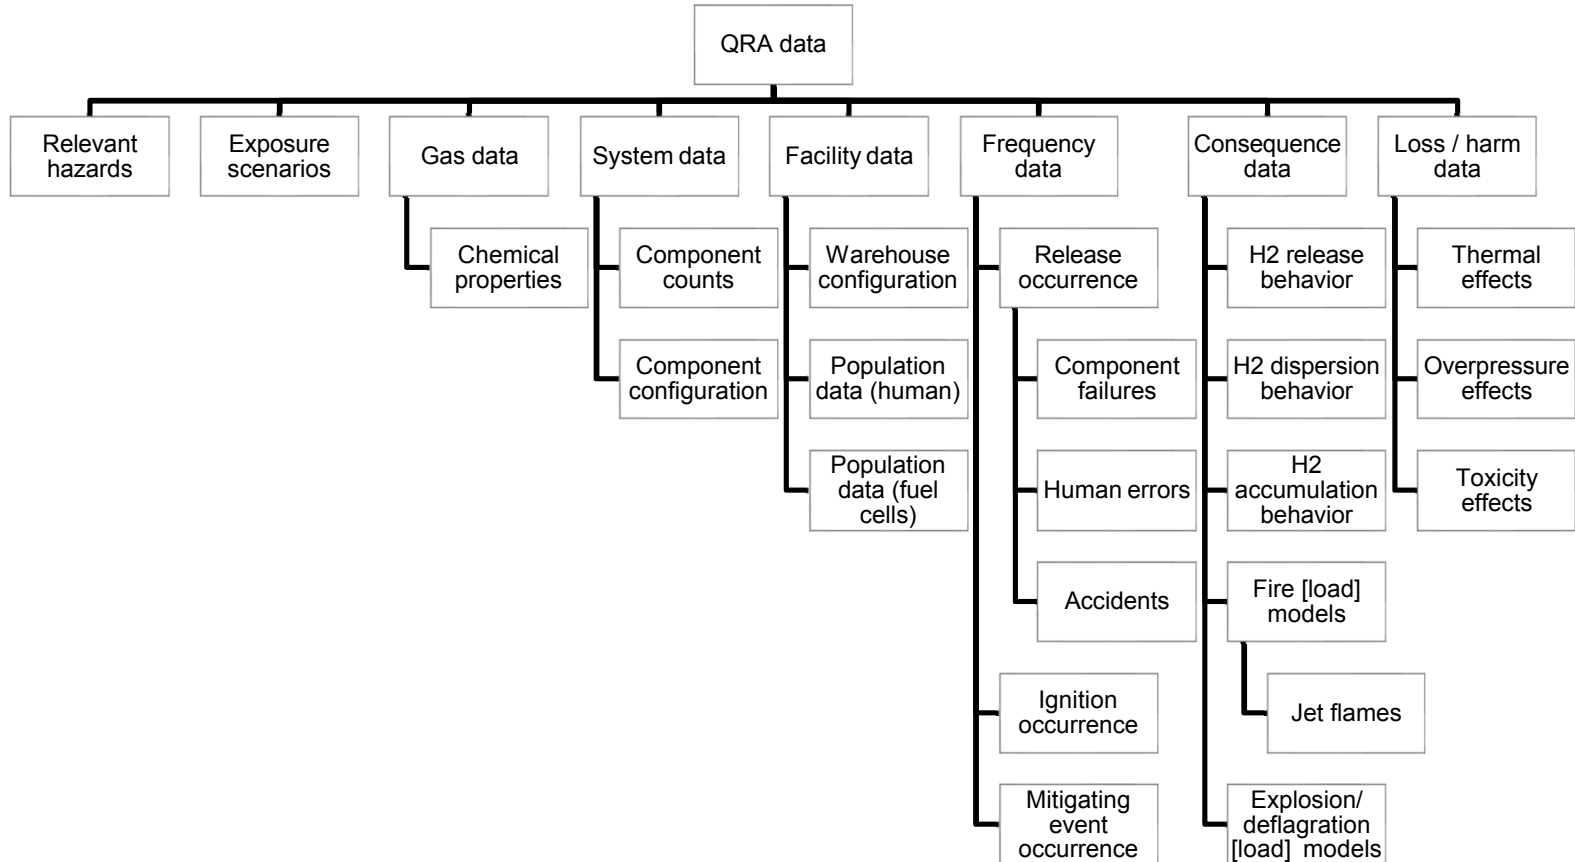 QRA data
Relevant
hazards
Exposure
scenarios
Gas data
System data
Facility data
Frequency
data
Consequence
data
Loss / harm
data
Chemical
properties
Component
counts
Component
configuration
Warehouse
configuration
Population
data (human)
Population
data (fuel
cells)
Release
occurrence
Component
failures
Human errors
Accidents
Ignition
occurrence
Mitigating
event
occurrence
H2 release
behavior
H2 dispersion
behavior
H2
accumulation
behavior
Fire [load]
models
Jet flames
Explosion/
deflagration
[load] models
Thermal
effects
Overpressure
effects
Toxicity
effects